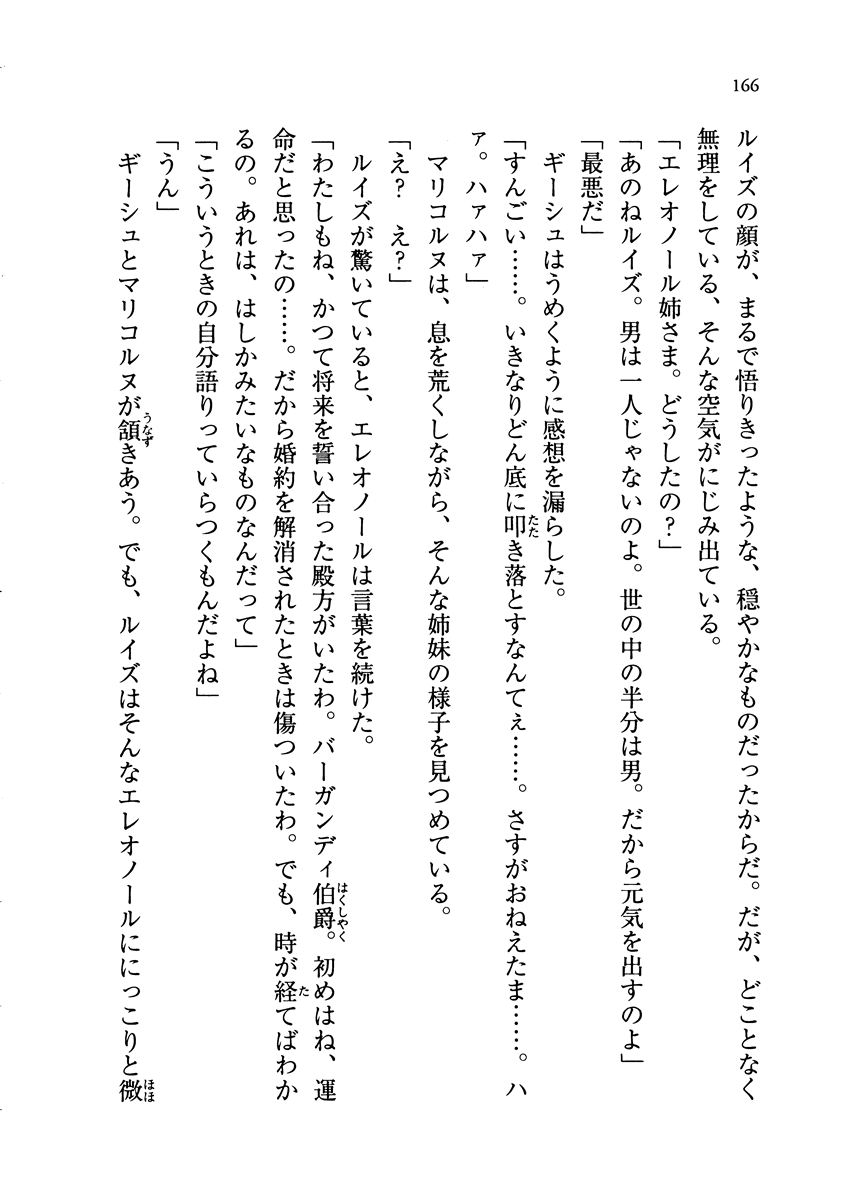 166
ルイズの顔が、まるで悟りきったような、穏やかなものだったからだ。だが、どことなく
無理をしている、そんな空気がにじみ出ている。
「エレオノール姉さま。どうしたの?」
「あのねルイズ。男は一人じゃないのよ。世の中の半分は男。だから元気を出すのよ」
「最悪だ」
ギーシュはうめくように感想を漏らした。
「すんごい……。いきなりどん底に叩き落とすなんてぇ……。さすがおねえたま……。ハ
ァ。ハァハァ」
マリコルヌは、息を荒くしながら、そんな姉妹の様子を見つめている。
「え? え?」
ルイズが驚いていると、エレオノールは言葉を続けた。
「わたしもね、かつて将来を誓い合った殿方がいたわ。バーガンディ伯爵。初めはね、運
命だと思ったの……。だから婚約を解消されたときは傷ついたわ。でも、時が経てばわか
るの。あれは、はしかみたいなものなんだって」
「こういうときの自分語りっていらつくもんだよね」
「うん」
ギーシュとマリコルヌが頷きあう。でも、ルイズはそんなエレオノールににっこりと微